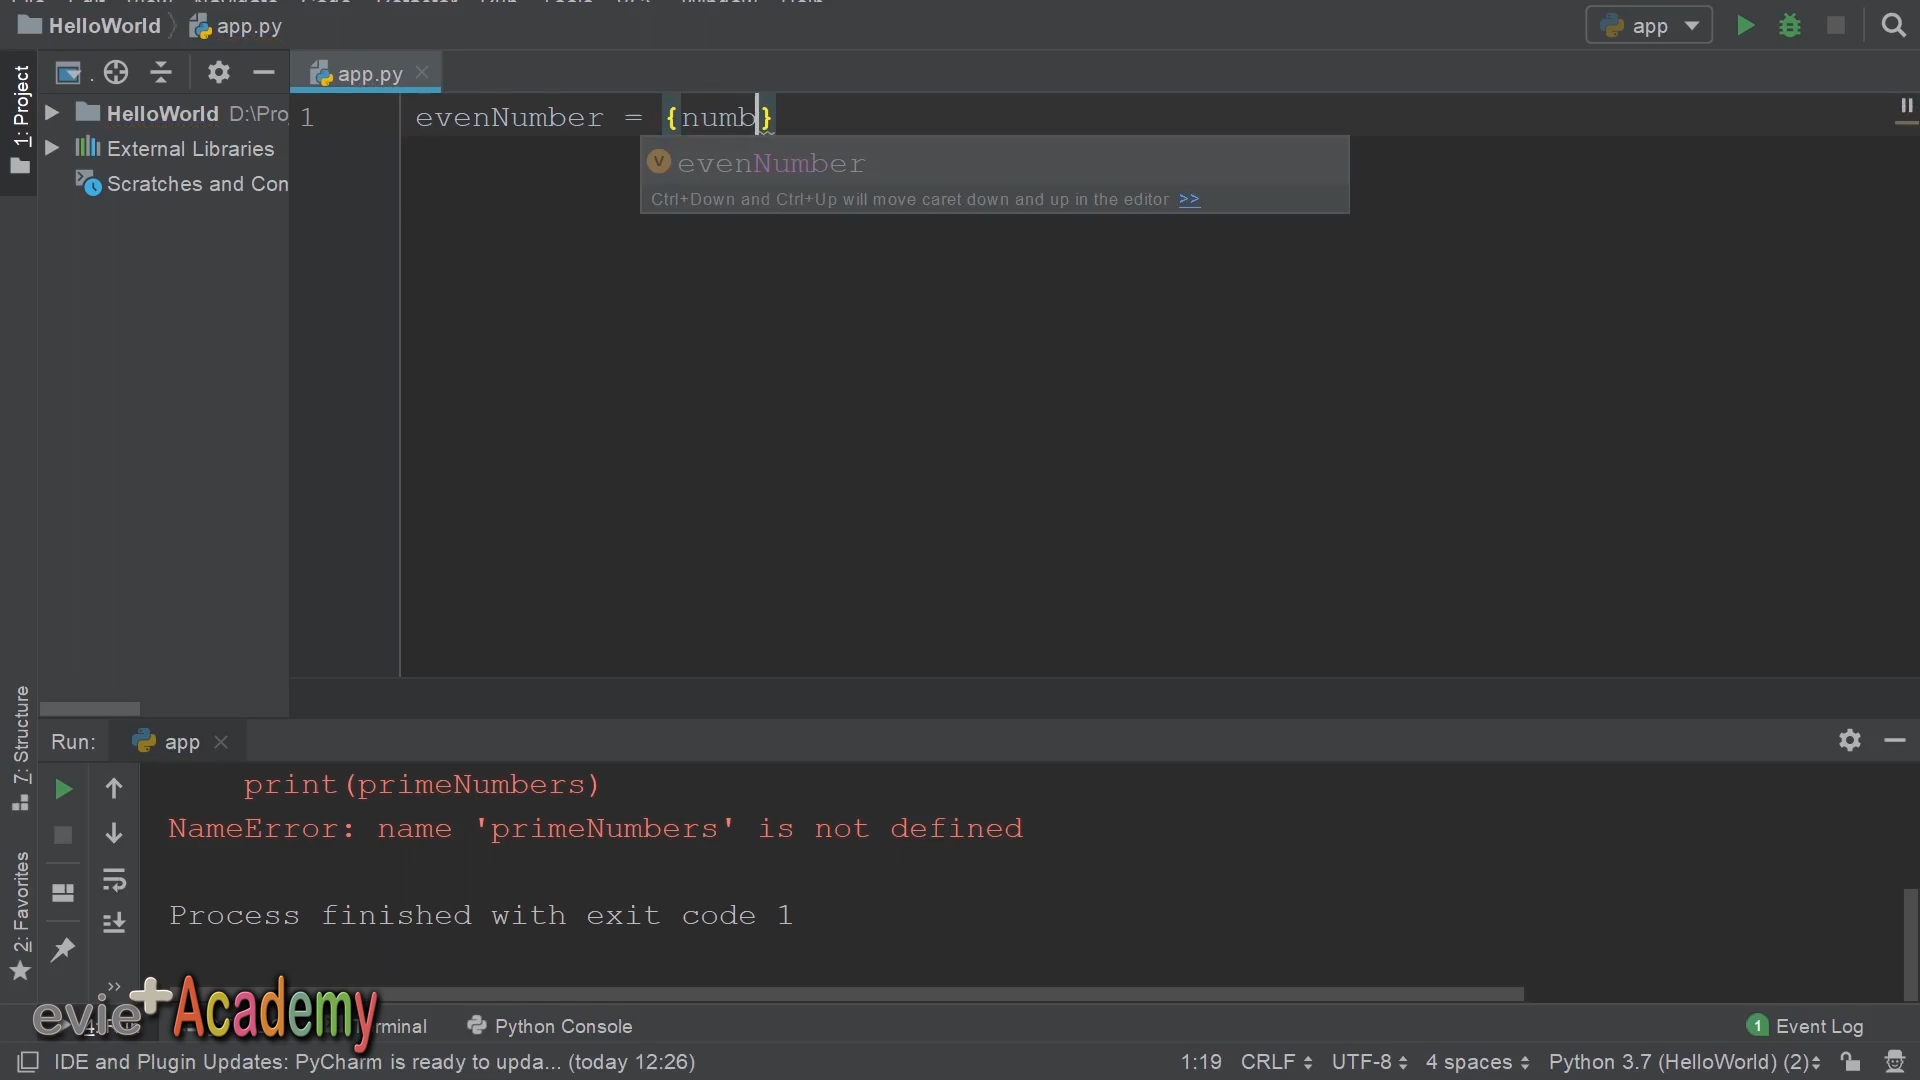 HelloWorld app.py
app
1: Project
app.py
HelloWorld D:\Pro
External Libraries
Scratches and Con
1 evenNumber = {numb}
evenNumber
Ctrl+Down and Ctrl+Up will move caret down and up in the editor >>
7: Structure
2: Favorites
Run: app
print(primeNumbers)
NameError: name 'primeNumbers' is not defined
Process finished with exit code 1
evie+Academy
rminal Python Console
1 Event Log
IDE and Plugin Updates: PyCharm is ready to upda... (today 12:26)
1:19 CRLF UTF-8 4 spaces Python 3.7 (HelloWorld) (2)